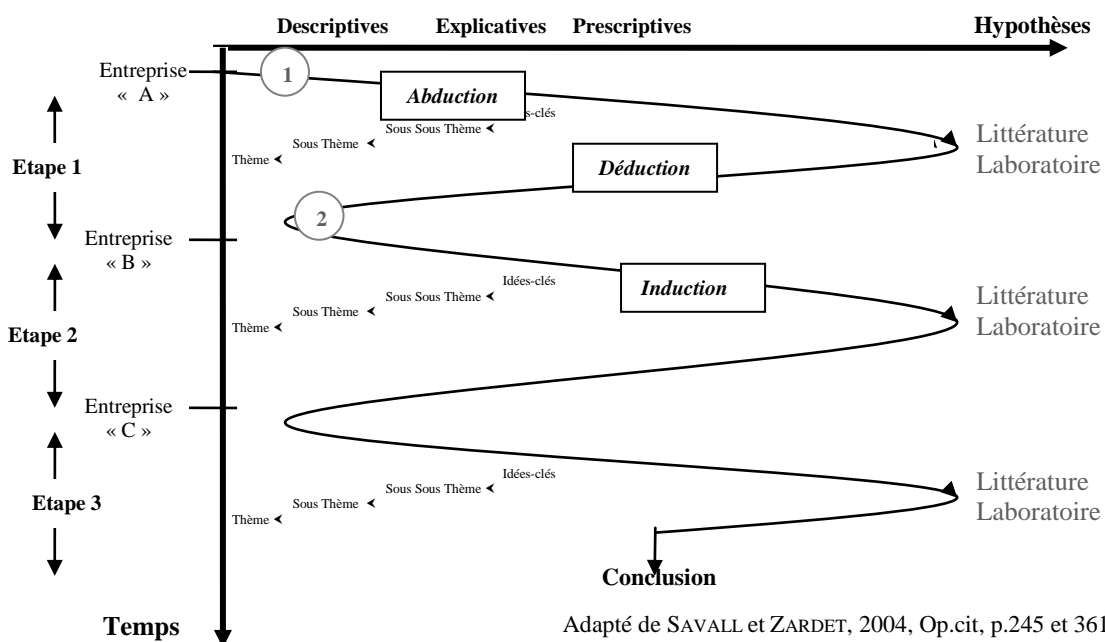 Descriptives Explicatives Prescriptives Hypothèses
Entreprise
« A »
1
Abduction
s-clés
Sous Sous Thème
Sous Thème
Thème
Littérature
Laboratoire
Etape 1
Déduction
2
Entreprise
« B »
Idées-clés
Induction
Sous Sous Thème
Sous Thème
Thème
Littérature
Laboratoire
Etape 2
Entreprise
« C »
Idées-clés
Sous Sous Thème
Sous Thème
Thème
Littérature
Laboratoire
Etape 3
Conclusion
Temps
Adapté de SAVALL et ZARDET, 2004, Op.cit, p.245 et 361